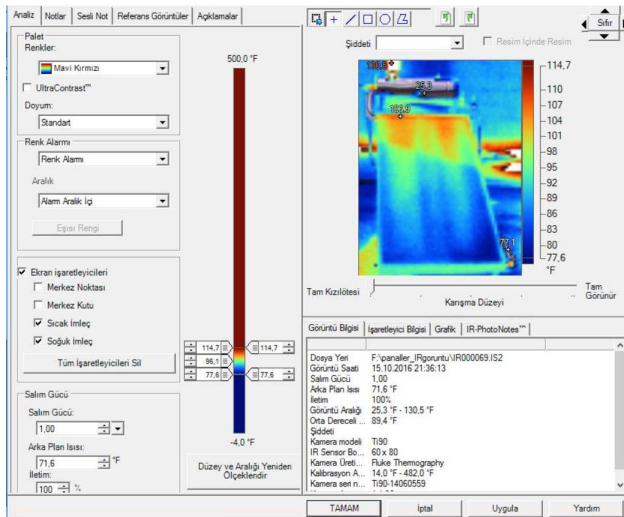 Analiz
Notlar
Sesli Not
Referans Görüntüler
Açıklamalar
Palet
Renkler:
Mavi Kırmızı
UltraContrast™
Doyum:
Standart
Renk Alarmı
Renk Alarmı
Aralık
Alarm Aralık İçi
Eşısı Rengi
Ekran işaretleyicileri
Merkez Noktası
Merkez Kutu
Sıcak İmleç
Soğuk İmleç
Tüm İşaretleyicileri Sil
Salım Gücü
Salım Gücü:
1,00
Arka Plan Isısı:
71,6 °F
İletim:
100 %
500,0 °F
114,7 114,7
96,1
77,6 77,6
-4,0 °F
Düzey ve Aralığı Yeniden
Ölçeklendir
Sıfır
Şiddeti
Resim İçinde Resim
25,3
77,1
114,7
110
107
104
101
98
95
92
89
86
83
80
77,6
°F
Tam Kızılötesi
Karışma Düzeyi
Tam
Görünür
Görüntü Bilgisi
İşaretleyici Bilgisi
Grafik
IR-PhotoNotes™
Dosya Yeri F:\panaller_IRgoruntu\IR000069.IS2
Görüntü Saati 15.10.2016 21:36:13
Salım Gücü 1,00
Arka Plan Isısı 71,6 °F
İletim 100%
Görüntü Aralığı 25,3 °F - 130,5 °F
Orta Dereceli ... 89,4 °F
Şiddeti
Kamera modeli Ti90
IR Sensor Bo... 60 x 80
Kamera Üreti... Fluke Thermography
Kalibrasyon A... 14,0 °F - 482,0 °F
Kamera seri n... Ti90-14060559
TAMAM
İptal
Uygula
Yardım